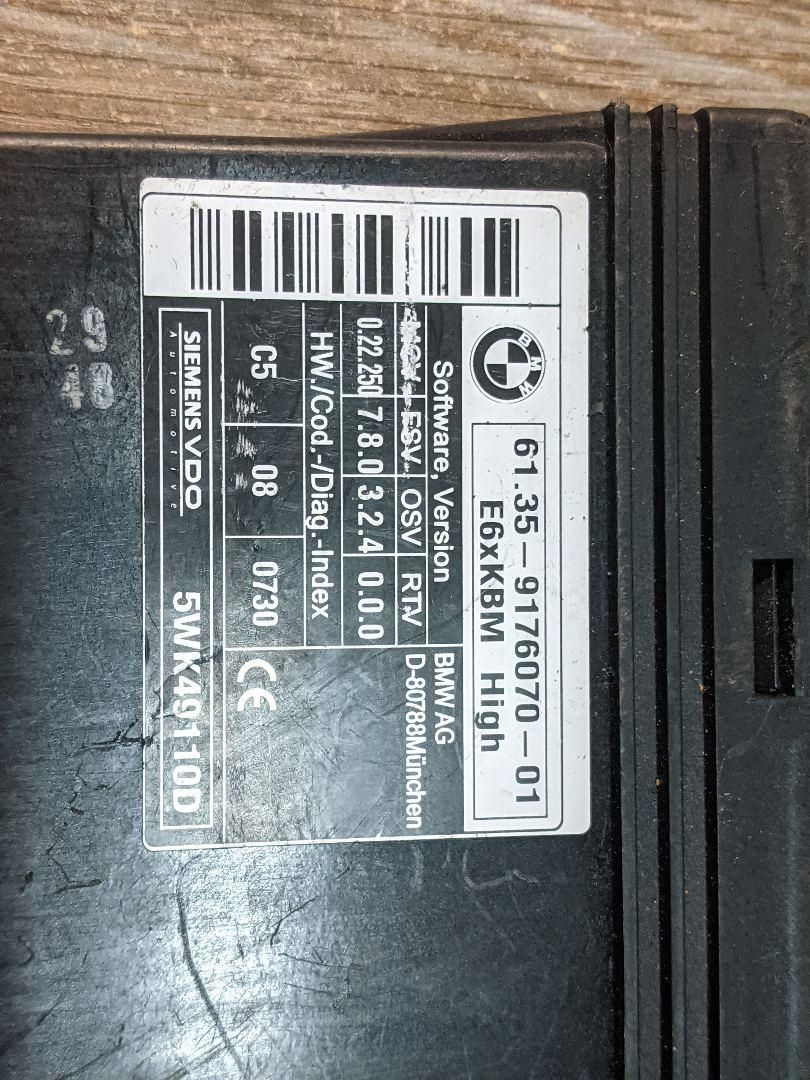 BMW
61.35-9176070-01
E6xKBM High
Software, Version
BMW AG
D-80788München
FSV OSV RTV
0.22.250 7.8.0 3.2.4 0.0.0
HW./Cod.-/Diag.-Index
C5 08 0730
CE
SIEMENS VDO
Automotive
5WK49110D
29
48